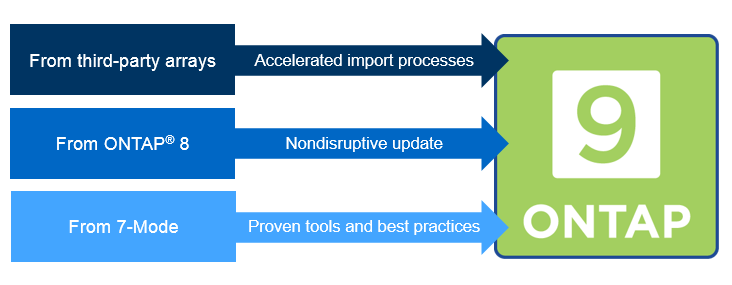 From third-party arrays
Accelerated import processes
From ONTAP® 8
Nondisruptive update
From 7-Mode
Proven tools and best practices
9
ONTAP